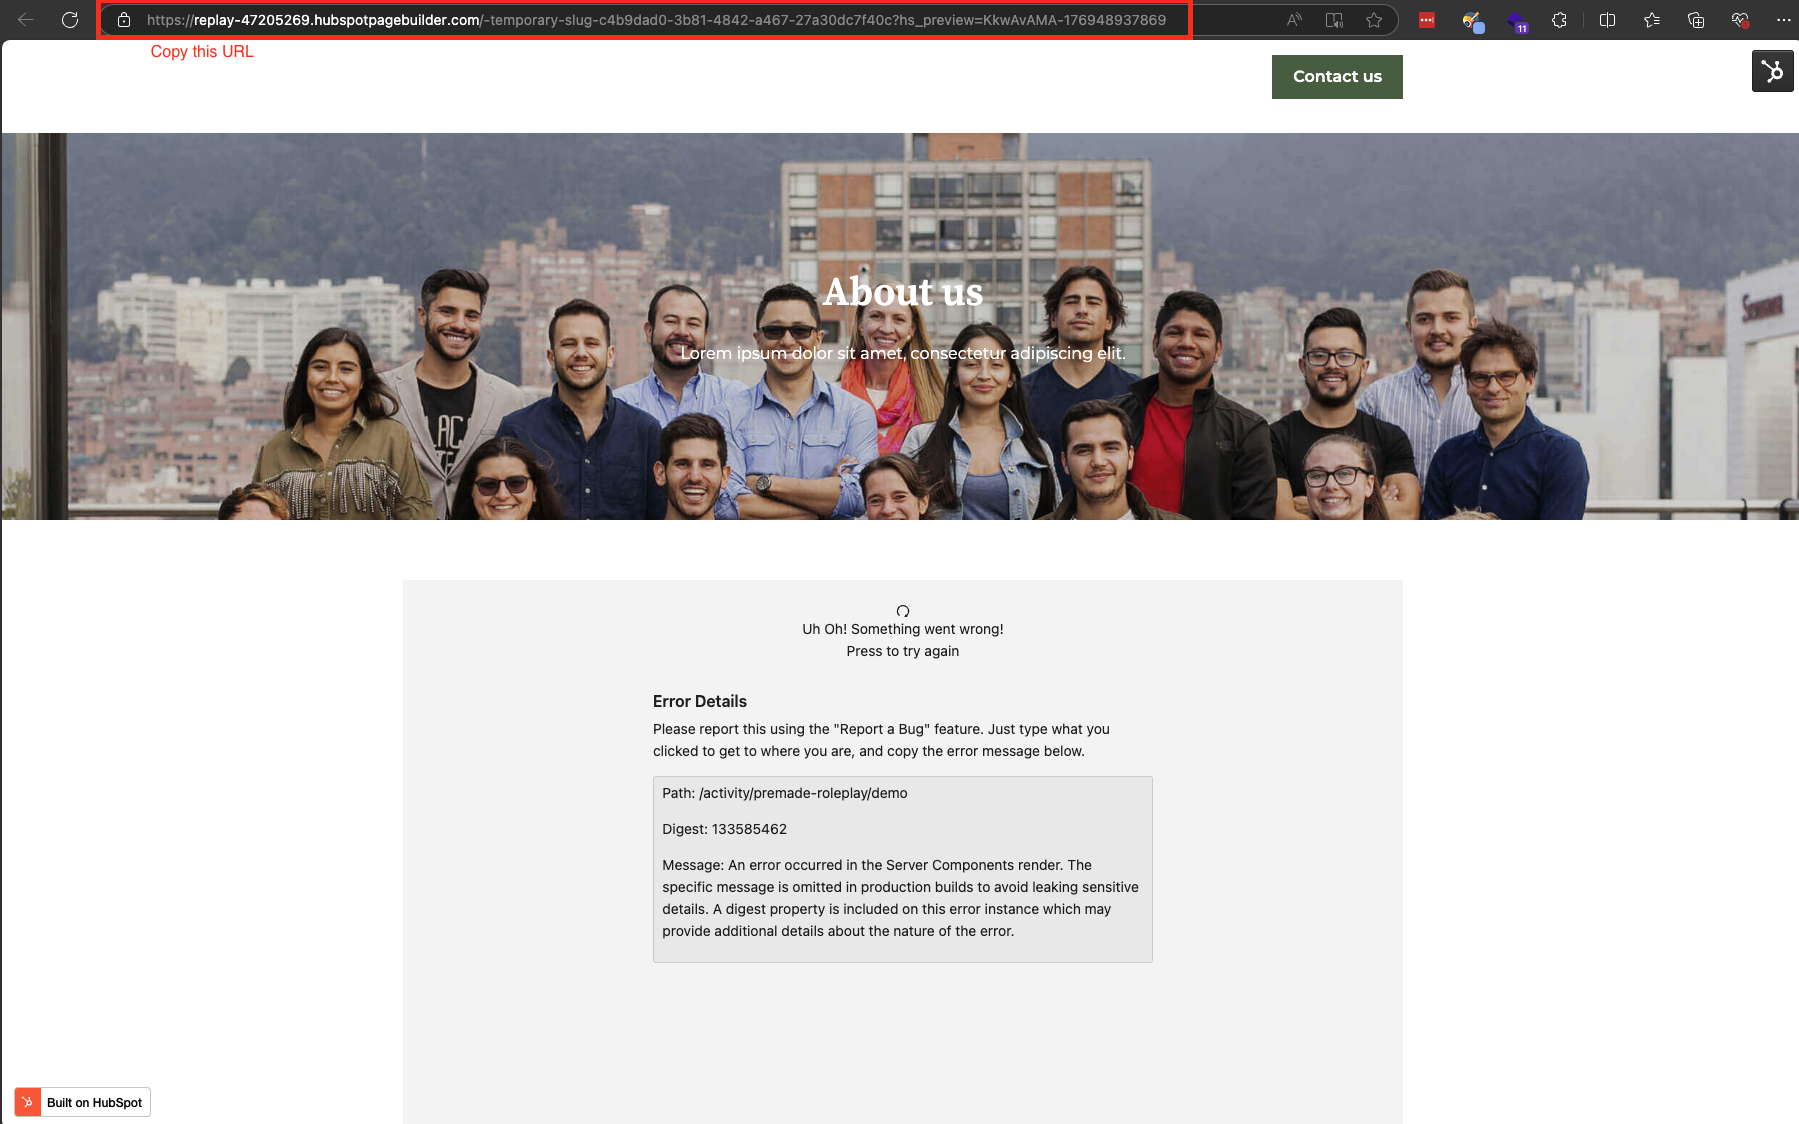 https://replay-47205269.hubspotpagebuilder.com/-temporary-slug-c4b9dad0-3b81-4842-a467-27a30dc7f40c?hs_preview=KkwAvAMA-176948937869
11
Copy this URL
Contact us
About us
Lorem ipsum dolor sit amet, consectetur adipiscing elit.
Uh Oh! Something went wrong!
Press to try again
Error Details
Please report this using the "Report a Bug" feature. Just type what you
clicked to get to where you are, and copy the error message below.
Path: /activity/premade-roleplay/demo
Digest: 133585462
Message: An error occurred in the Server Components render. The
specific message is omitted in production builds to avoid leaking sensitive
details. A digest property is included on this error instance which may
provide additional details about the nature of the error.
Built on HubSpot